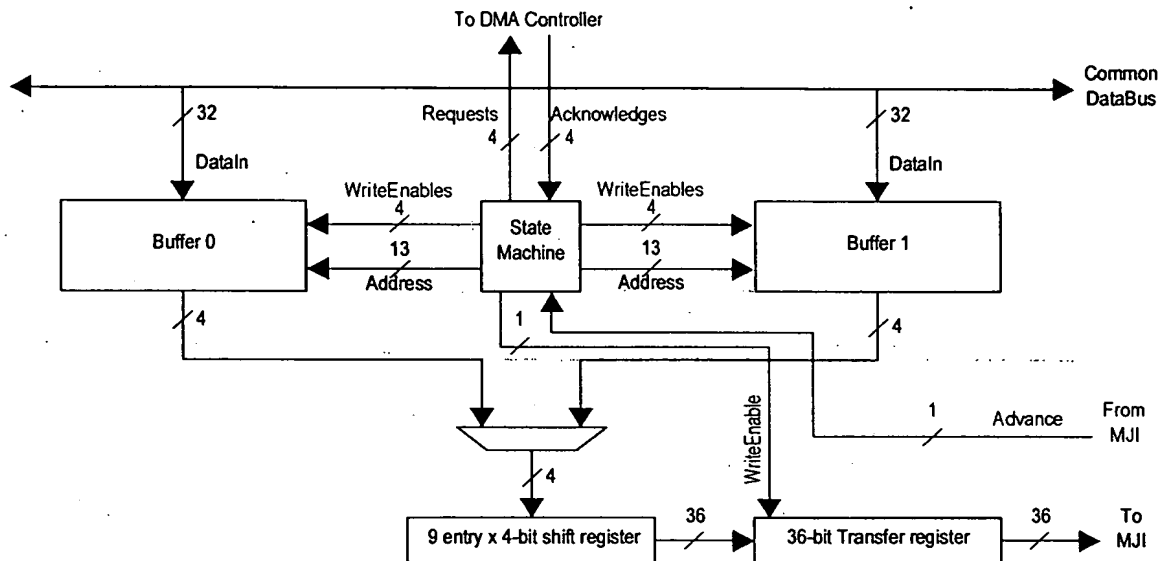 To DMA Controller
Common
DataBus
32
Requests
4
Acknowledges
4
32
DataIn
DataIn
WriteEnables
4
WriteEnables
4
Buffer 0
State
Machine
Buffer 1
13
Address
13
Address
4
1
4
1
Advance
From
MJI
WriteEnable
4
9 entry x 4-bit shift register
36
36-bit Transfer register
36
To
MJI